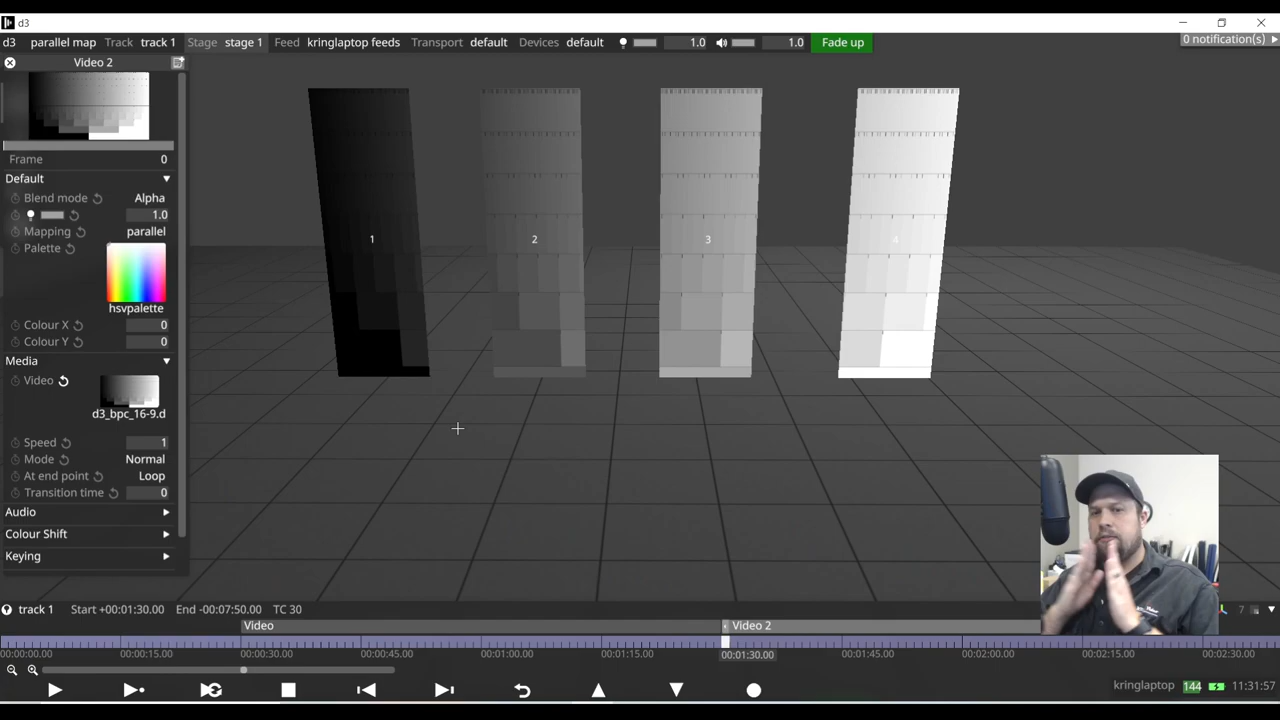 d3
d3 parallel map Track track 1 Stage stage 1 Feed kringlaptop feeds Transport default Devices default 1.0 1.0 Fade up 0 notification(s)
Video 2
Frame 0
Default
Blend mode Alpha
1.0
Mapping parallel
Palette
hsvpalette
Colour X 0
Colour Y 0
Media
Video
d3_bpc_16-9.d
Speed 1
Mode Normal
At end point Loop
Transition time 0
Audio
Colour Shift
Keying
1 2 3 4
track 1 Start +00:01:30.00 End -00:07:50.00 TC 30 7
Video Video 2
00:00:00.00 00:00:15.00 00:00:30.00 00:00:45.00 00:01:00.00 00:01:15.00 00:01:30.00 00:01:45.00 00:02:00.00 00:02:15.00 00:02:30.00
kringlaptop 144 11:31:57